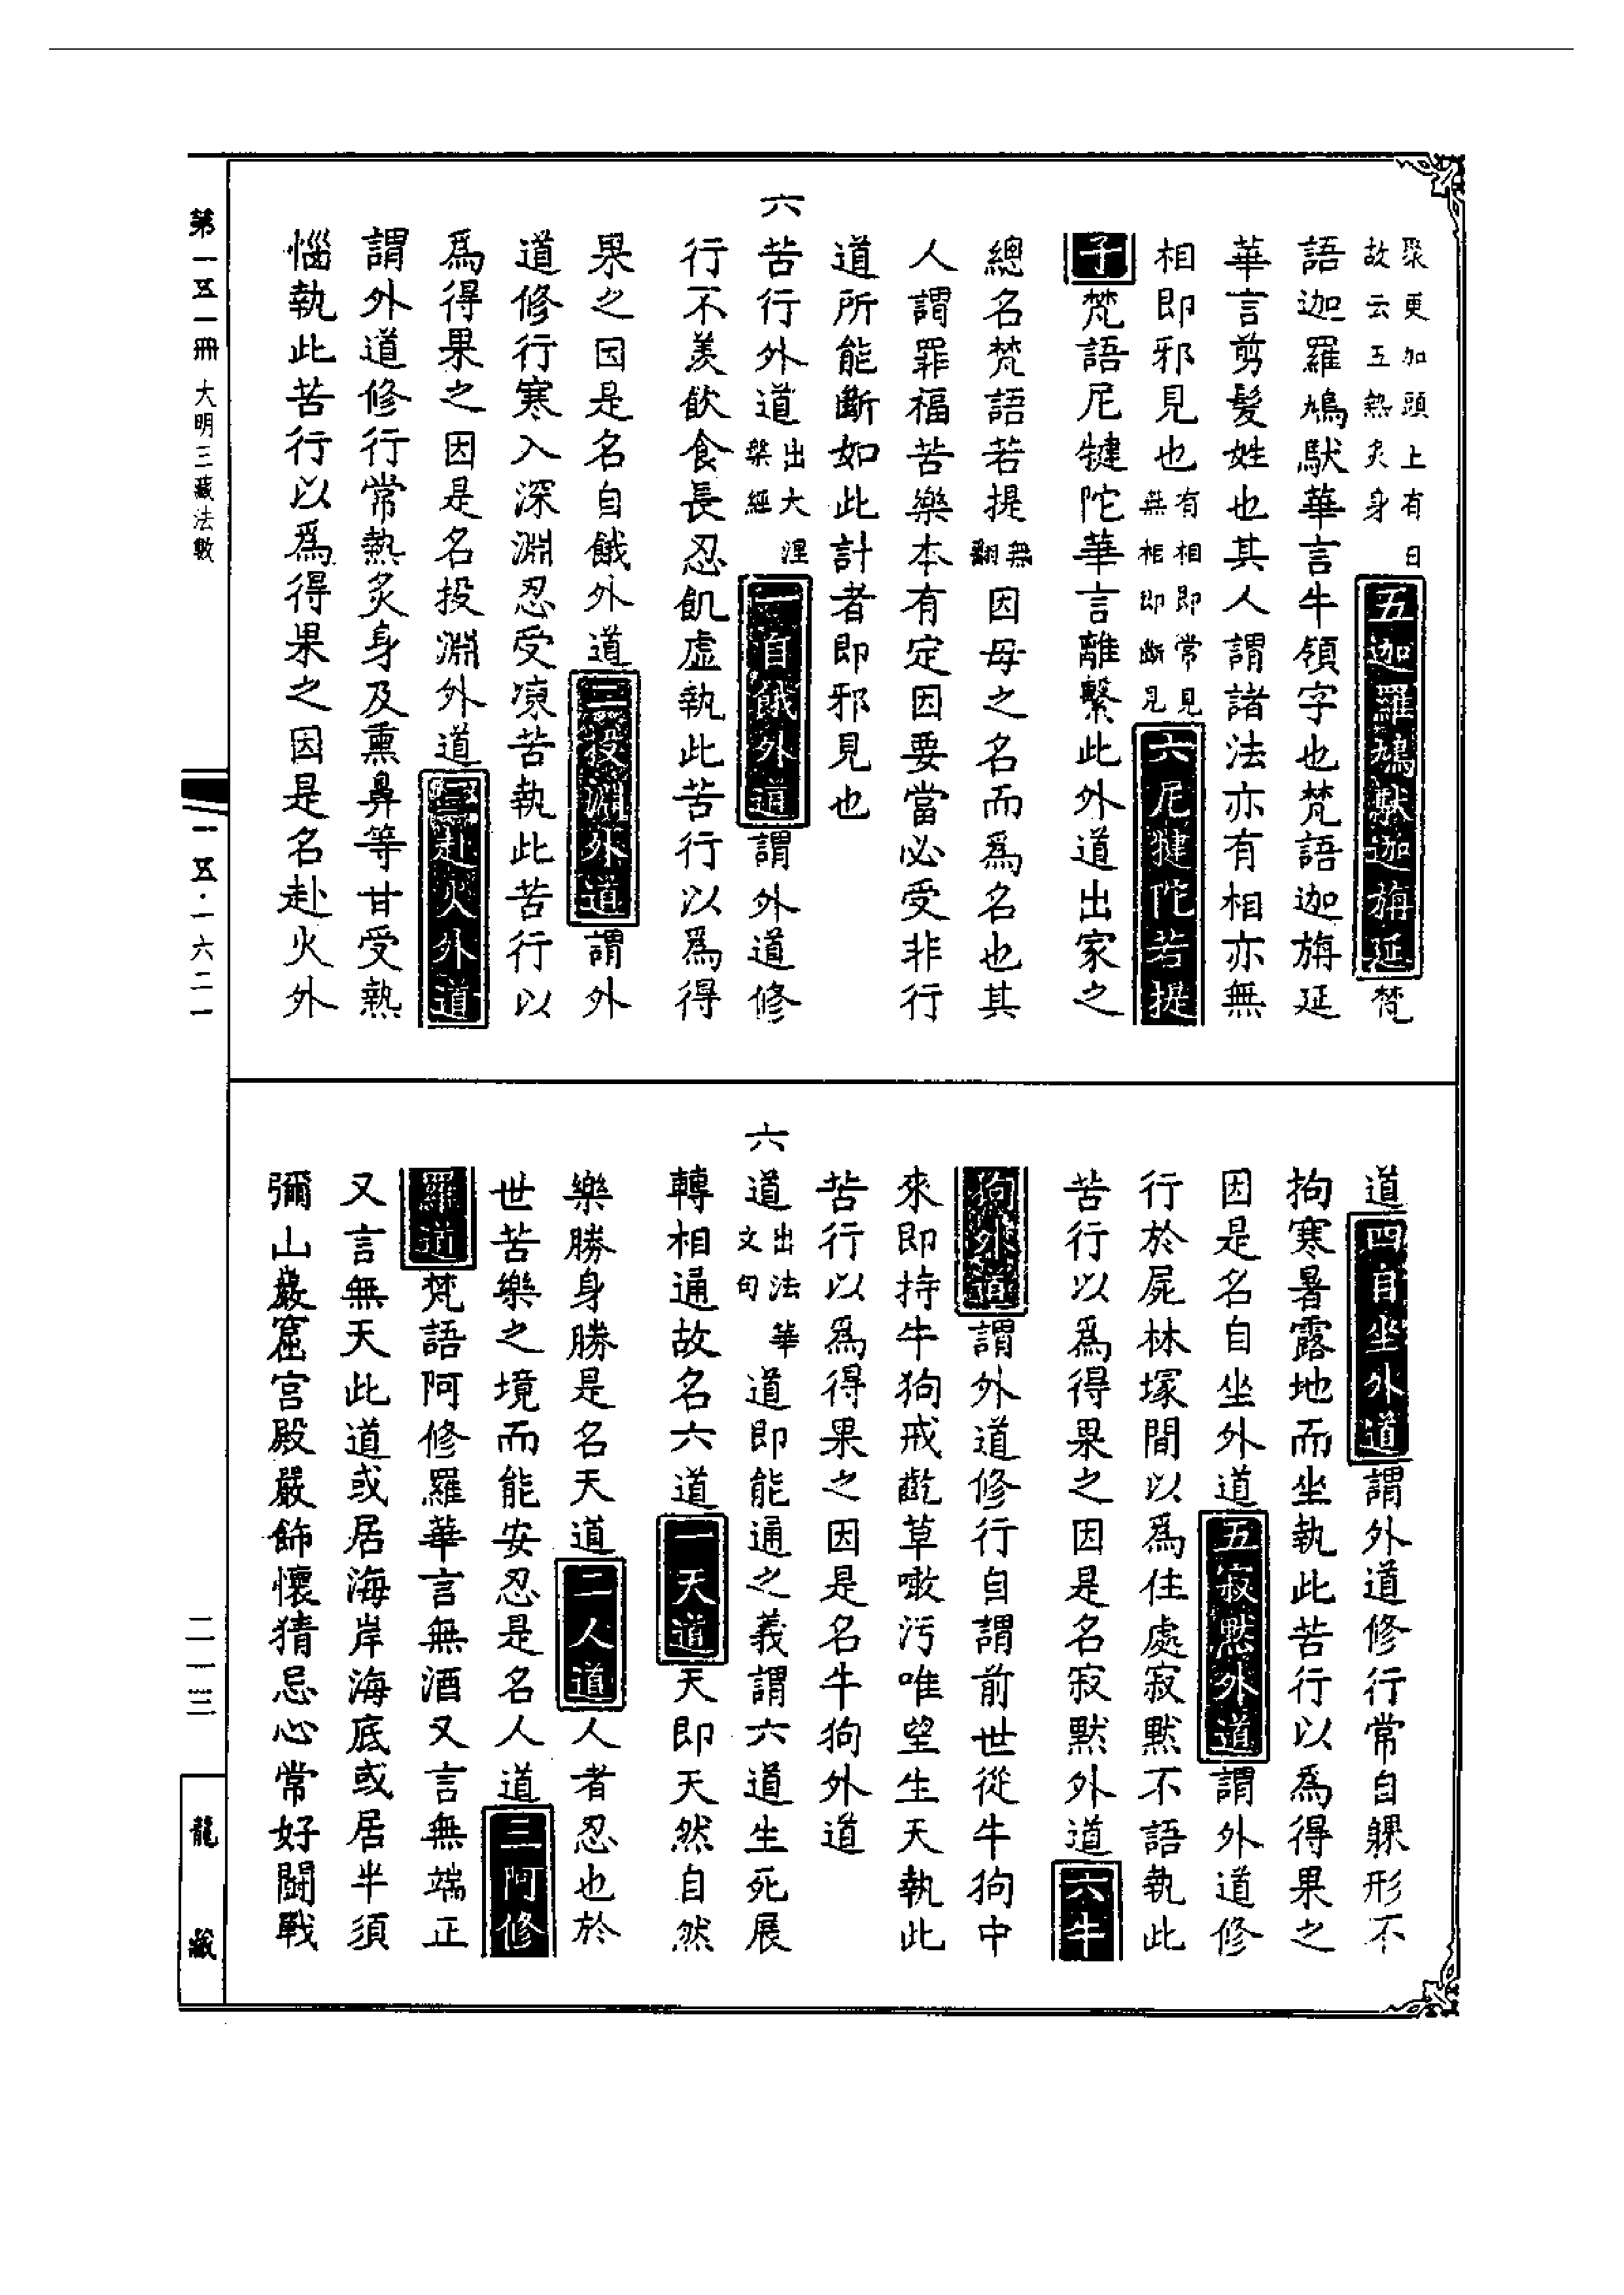 聚更加頭上有日
故云五熱炙身
五迦羅鳩馱迦旃延梵
語迦羅鳩馱華言牛領字也梵語迦旃延
華言剪髮姓也其人謂諸法亦有相亦無
相即邪見也
有相即常見
無相即斷見
六尼犍陀若提
子梵語尼犍陀華言離繫此外道出家之
總名梵語若提
無
翻
因母之名而爲名也其
人謂罪福苦樂本有定因要當必受非行
道所能斷如此計者即邪見也
六
苦行外道
出大涅
槃經
一自餓外道謂外道修
行不羨飲食長忍飢虛執此苦行以爲得
果之因是名自餓外道二投淵外道謂外
道修行寒入深淵忍受凍苦執此苦行以
爲得果之因是名投淵外道三赴火外道
謂外道修行常熱炙身及熏鼻等甘受熱
惱執此苦行以爲得果之因是名赴火外
道四自坐外道謂外道修行常自躶形不
拘寒暑露地而坐執此苦行以爲得果之
因是名自坐外道五寂默外道謂外道修
行於屍林塚間以爲住處寂默不語執此
苦行以爲得果之因是名寂默外道六牛
狗外道謂外道修行自謂前世從牛狗中
來即持牛狗戒齕草噉污唯望生天執此
苦行以爲得果之因是名牛狗外道
六
道
出法華
文句
道即能通之義謂六道生死展
轉相通故名六道一天道天即天然自然
樂勝身勝是名天道二人道人者忍也於
世苦樂之境而能安忍是名人道三阿修
羅道梵語阿修羅華言無酒又言無端正
又言無天此道或居海岸海底或居半須
彌山巖窟宮殿嚴飾懷猜忌心常好鬪戰
第一五一冊 大明三藏法數
一五·一六二一
二一三
龍藏